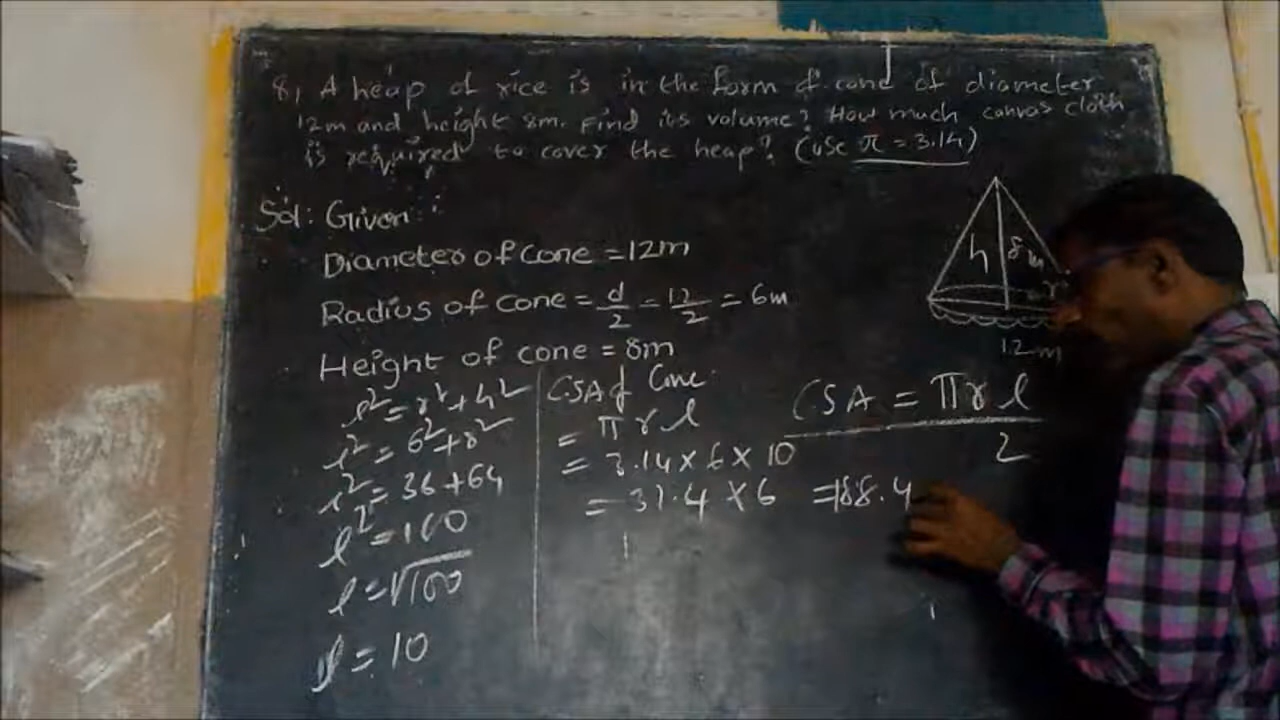 8, A heap of rice is in the form of cone of diameter
12m and height 8m. Find its volume? How much canvas cloth
is required to cover the heap? (use π = 3.14)
Sol: Given:
Diameter of Cone = 12m
Radius of Cone = d/2 = 12/2 = 6m
Height of cone = 8m
l² = r² + h²
l² = 6² + 8²
l² = 36 + 64
l² = 100
l = √100
l = 10
CSA of Cone
= π r l
= 3.14 × 6 × 10
= 31.4 × 6 = 188.4
CSA = π r l
2
h 8m
r
12m